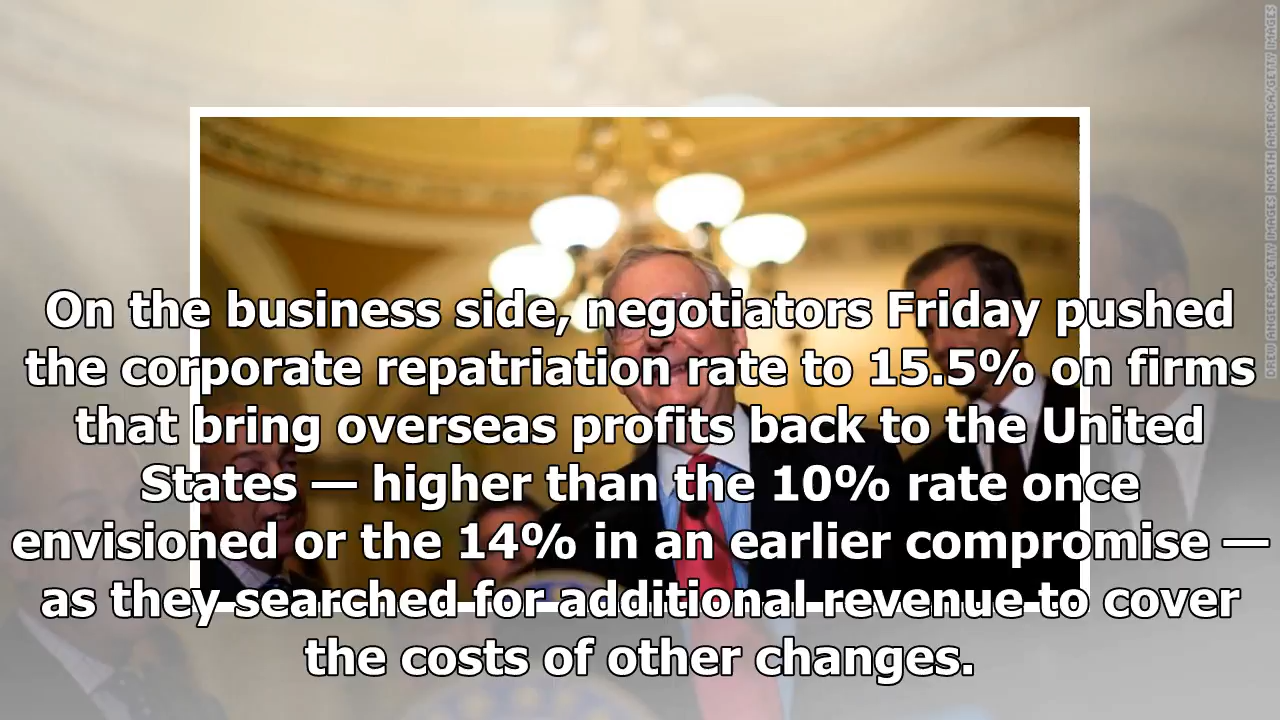 On the business side, negotiators Friday pushed
the corporate repatriation rate to 15.5% on firms
that bring overseas profits back to the United
States — higher than the 10% rate once
envisioned or the 14% in an earlier compromise —
as they searched for additional revenue to cover
the costs of other changes.
DREW ANGERER/GETTY IMAGES NORTH AMERICA/GETTY IMAGES